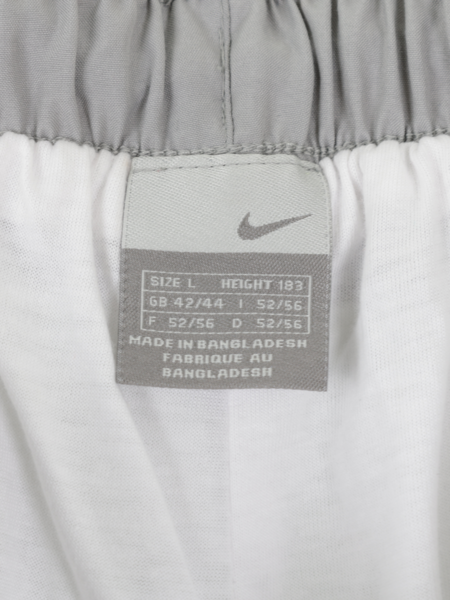 SIZE L HEIGHT 183
GB 42/44 I 52/56
F 52/56 D 52/56
MADE IN BANGLADESH
FABRIQUE AU
BANGLADESH